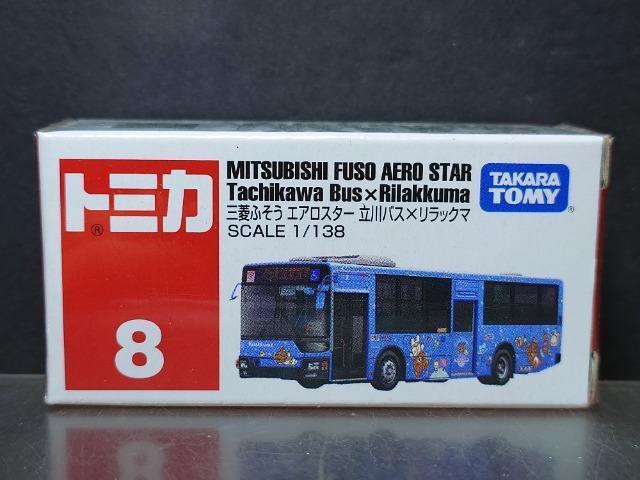 トミカ
®
8
MITSUBISHI FUSO AERO STAR
Tachikawa Bus×Rilakkuma
三菱ふそう エアロスター 立川バス×リラックマ
SCALE 1/138
TAKARA
TOMY
®